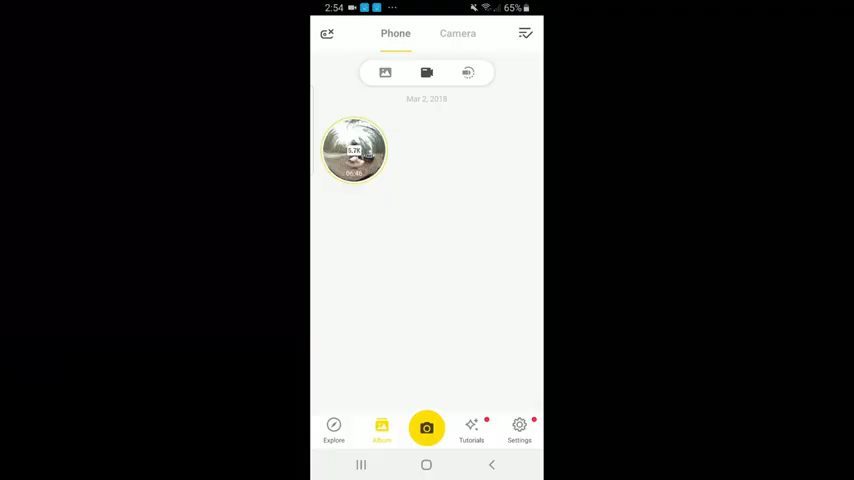 2:54 65%
Phone Camera
Mar 2, 2018
5.7K
06:46
Explore Album Tutorials Settings